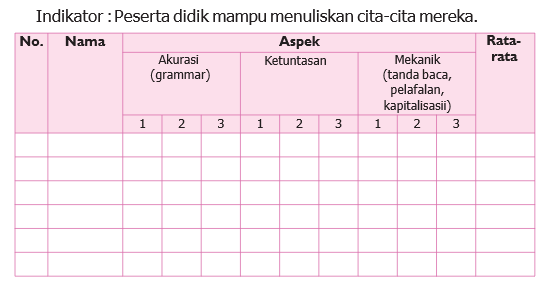 Indikator : Peserta didik mampu menuliskan cita-cita mereka.
No. Nama Aspek Rata-
rata
Akurasi Ketuntasan Mekanik
(grammar) (tanda baca,
pelafalan,
kapitalisasii)
1 2 3 1 2 3 1 2 3